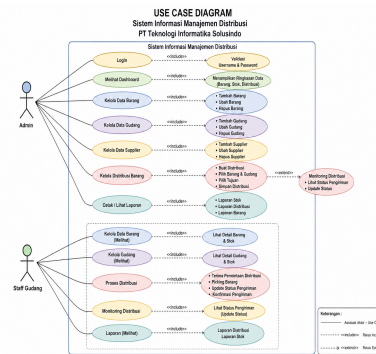 USE CASE DIAGRAM
Sistem Informasi Manajemen Distribusi
PT Teknologi Informatika Solusindo
Sistem Informasi Manajemen Distribusi
Login
<<include>>
Validasi
Username & Password
Melihat Dashboard
<<include>>
Menampilkan Ringkasan Data
(Barang, Stok, Distribusi)
Kelola Data Barang
<<include>>
• Tambah Barang
• Ubah Barang
• Hapus Barang
Admin
Kelola Data Gudang
<<include>>
• Tambah Gudang
• Ubah Gudang
• Hapus Gudang
Kelola Data Supplier
<<include>>
• Tambah Supplier
• Ubah Supplier
• Hapus Supplier
Kelola Distribusi Barang
<<include>>
• Buat Distribusi
• Pilih Barang & Gudang
• Pilih Tujuan
• Simpan Distribusi
<<extend>>
Monitoring Distribusi
• Lihat Status Pengiriman
• Update Status
Cetak / Lihat Laporan
<<include>>
• Laporan Stok
• Laporan Distribusi
• Laporan Barang
Kelola Data Barang
(Melihat)
<<include>>
Lihat Detail Barang
& Stok
Kelola Gudang
(Melihat)
<<include>>
Lihat Detail Gudang
& Stok
Staff Gudang
Proses Distribusi
<<include>>
• Terima Permintaan Distribusi
• Picking Barang
• Update Status Pengiriman
• Konfirmasi Pengiriman
Monitoring Distribusi
<<include>>
Lihat Status Pengiriman
(Update Status)
Laporan (Melihat)
<<include>>
Laporan Distribusi
Laporan Stok
Keterangan :
<<include>>
<<extend>>